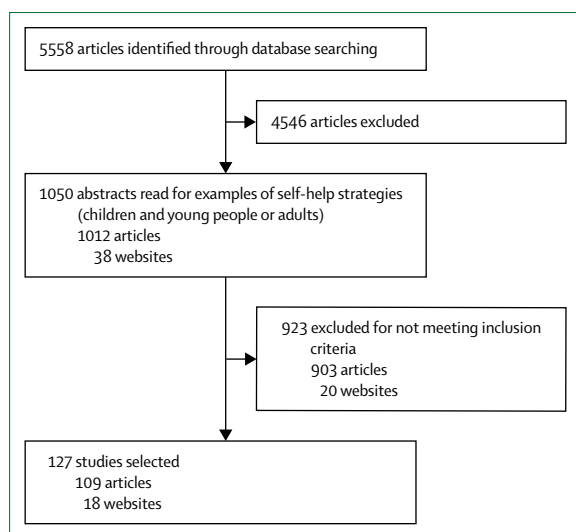 5558 articles identified through database searching
4546 articles excluded
1050 abstracts read for examples of self-help strategies
(children and young people or adults)
1012 articles
38 websites
923 excluded for not meeting inclusion
criteria
903 articles
20 websites
127 studies selected
109 articles
18 websites